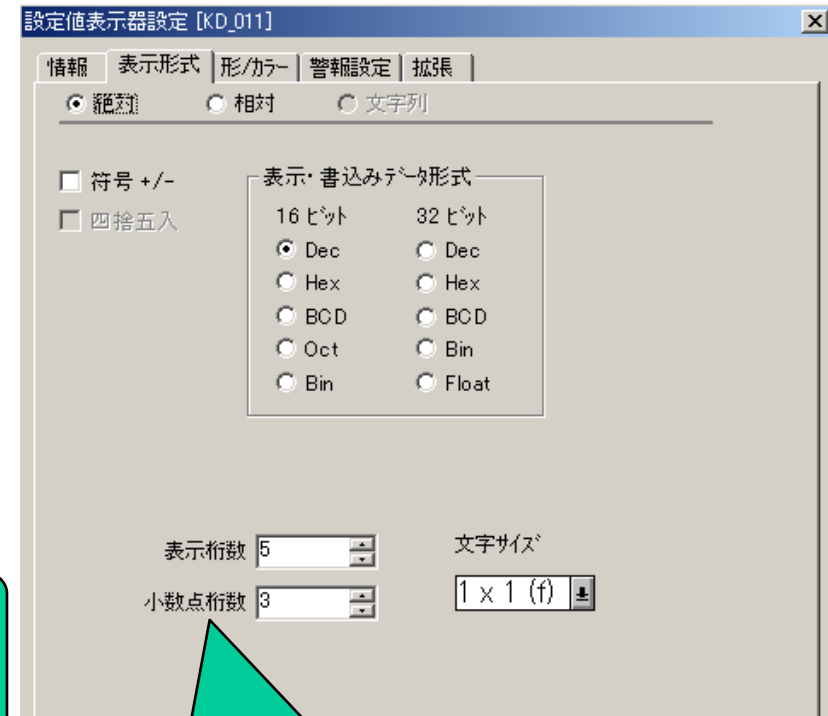 設定値表示器設定 [KD_011]
情報 表示形式 形/カラー 警報設定 拡張
絶対 相対 文字列
符号 +/-
四捨五入
表示・書込みデータ形式
16 ビット 32 ビット
Dec Dec
Hex Hex
BCD BCD
Oct Bin
Bin Float
表示桁数 5
小数点桁数 3
文字サイズ
1 x 1 (f)